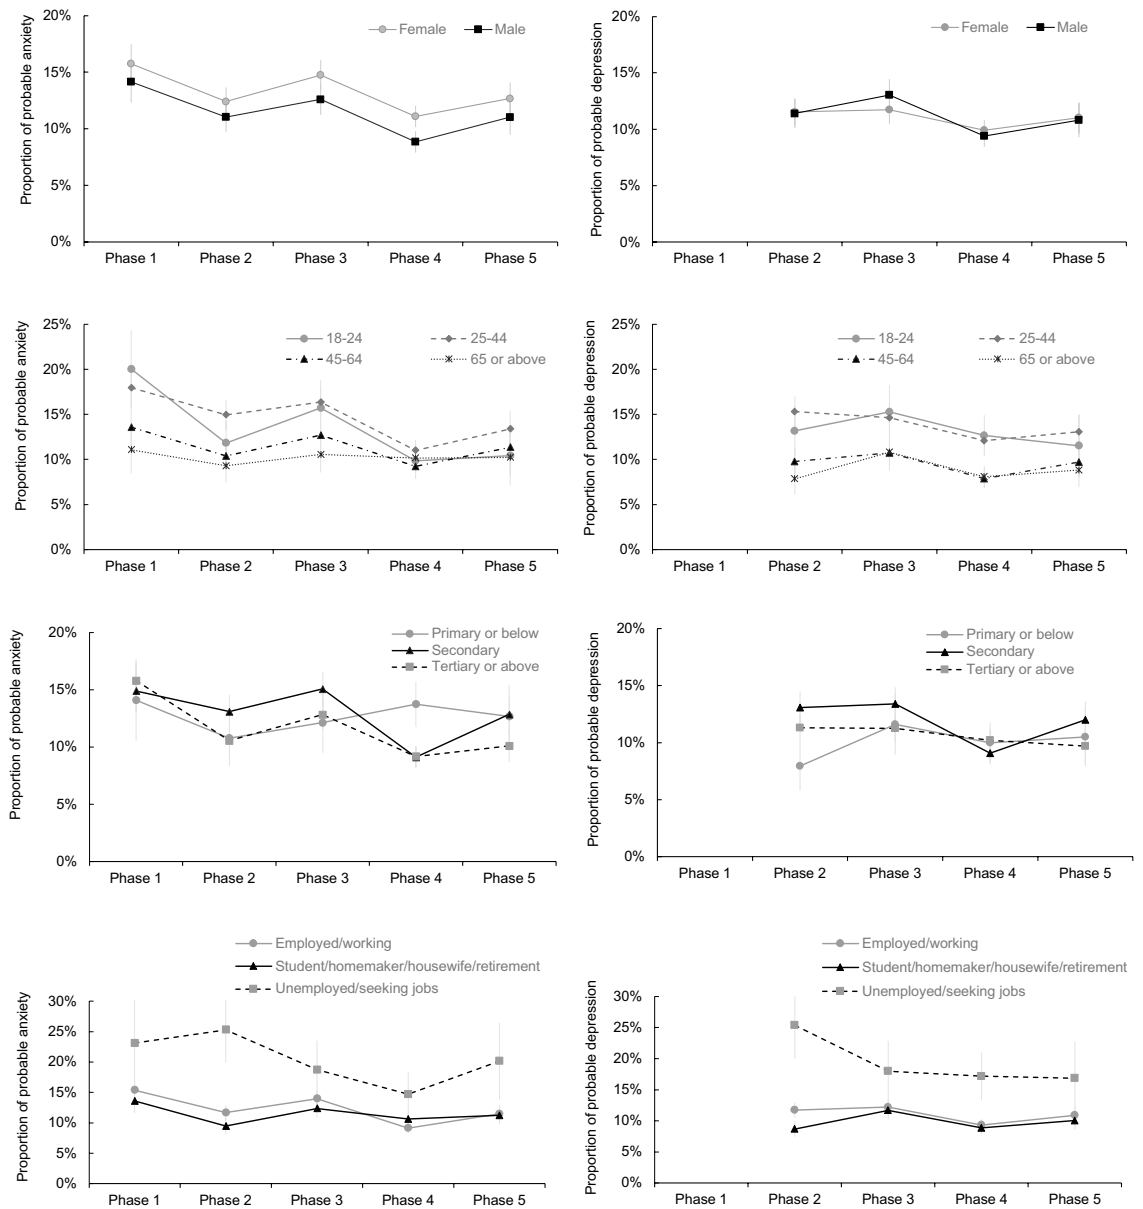 Proportion of probable anxiety
20%
15%
10%
5%
0%
Female Male
Phase 1 Phase 2 Phase 3 Phase 4 Phase 5
Proportion of probable depression
20%
15%
10%
5%
0%
Female Male
Phase 1 Phase 2 Phase 3 Phase 4 Phase 5
Proportion of probable anxiety
25%
20%
15%
10%
5%
0%
18-24 25-44
45-64 65 or above
Phase 1 Phase 2 Phase 3 Phase 4 Phase 5
Proportion of probable depression
25%
20%
15%
10%
5%
0%
18-24 25-44
45-64 65 or above
Phase 1 Phase 2 Phase 3 Phase 4 Phase 5
Proportion of probable anxiety
20%
15%
10%
5%
0%
Primary or below
Secondary
Tertiary or above
Phase 1 Phase 2 Phase 3 Phase 4 Phase 5
Proportion of probable depression
20%
15%
10%
5%
0%
Primary or below
Secondary
Tertiary or above
Phase 1 Phase 2 Phase 3 Phase 4 Phase 5
Proportion of probable anxiety
Employed/working
Student/homemaker/housewife/retirement
Unemployed/seeking jobs
30%
25%
20%
15%
10%
5%
0%
Phase 1 Phase 2 Phase 3 Phase 4 Phase 5
Proportion of probable depression
Employed/working
Student/homemaker/housewife/retirement
Unemployed/seeking jobs
30%
25%
20%
15%
10%
5%
0%
Phase 1 Phase 2 Phase 3 Phase 4 Phase 5